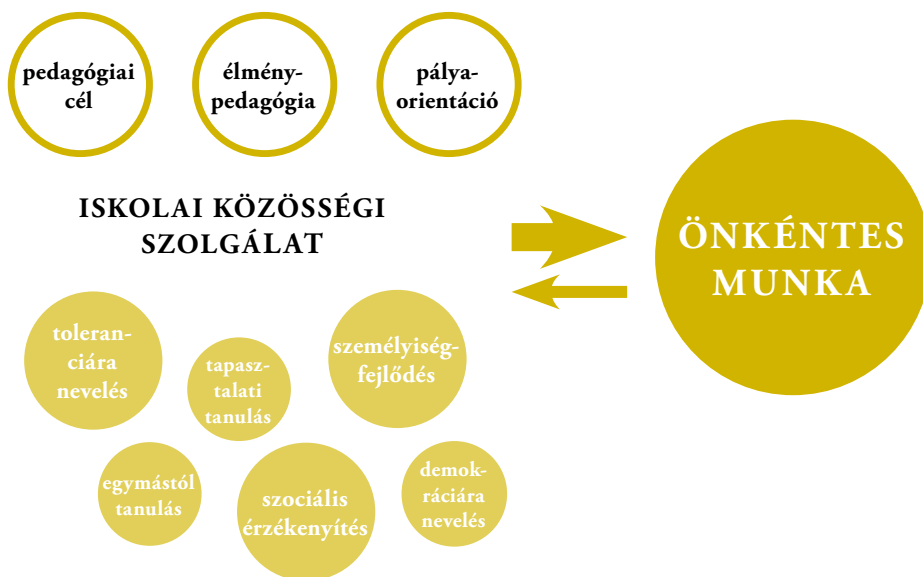 pedagógiai
cél
élmény-
pedagógia
pálya-
orientáció
ISKOLAI KÖZÖSSÉGI
SZOLGÁLAT
ÖNKÉNTES
MUNKA
toleran-
ciára
nevelés
tapasz-
talati
tanulás
személyiség-
fejlődés
egymástól
tanulás
szociális
érzékenyítés
demok-
ráciára
nevelés